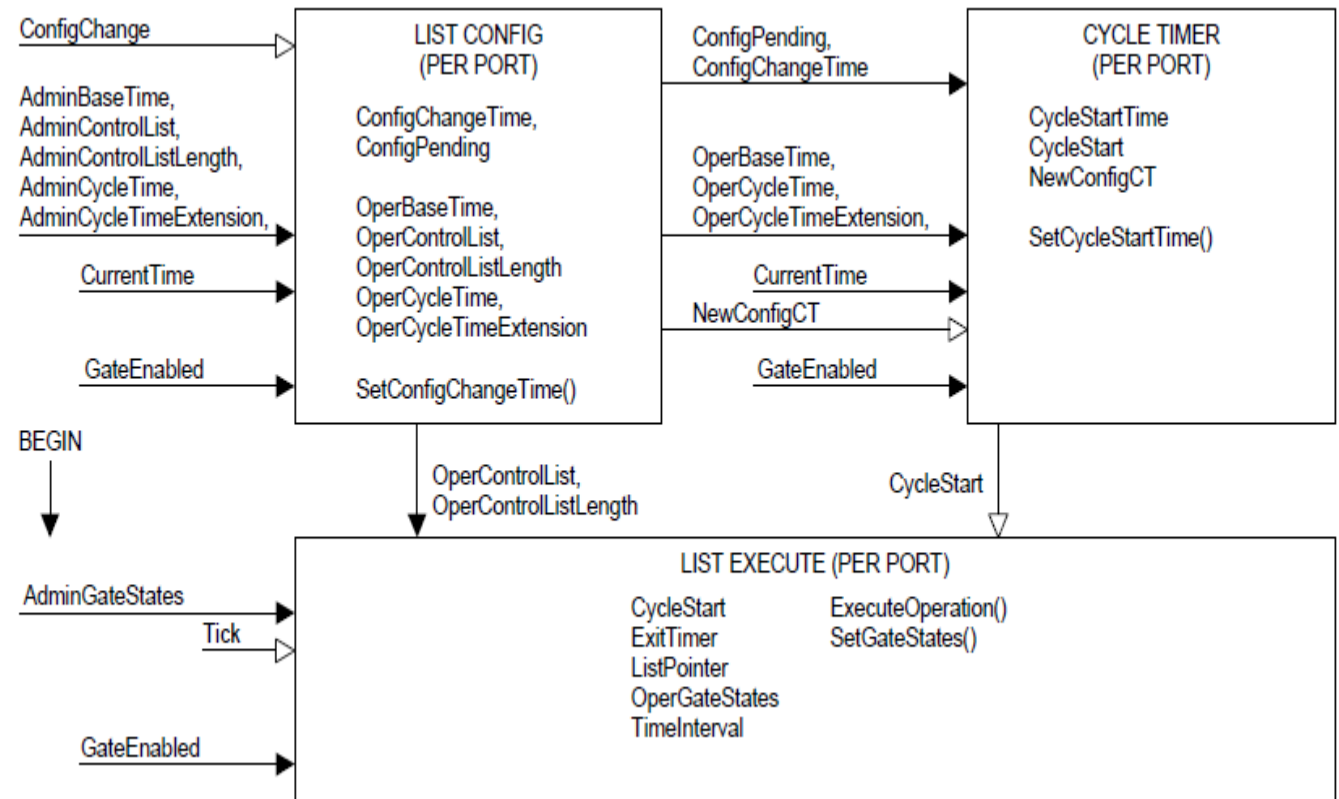 ConfigChange
AdminBaseTime,
AdminControlList,
AdminControlListLength,
AdminCycleTime,
AdminCycleTimeExtension,
CurrentTime
GateEnabled
LIST CONFIG
(PER PORT)
ConfigChangeTime,
ConfigPending
OperBaseTime,
OperControlList,
OperControlListLength
OperCycleTime,
OperCycleTimeExtension
SetConfigChangeTime()
ConfigPending,
ConfigChangeTime
OperBaseTime,
OperCycleTime,
OperCycleTimeExtension,
CurrentTime
NewConfigCT
GateEnabled
CYCLE TIMER
(PER PORT)
CycleStartTime
CycleStart
NewConfigCT
SetCycleStartTime()
BEGIN
OperControlList,
OperControlListLength
CycleStart
AdminGateStates
Tick
GateEnabled
LIST EXECUTE (PER PORT)
CycleStart
ExitTimer
ListPointer
OperGateStates
TimeInterval
ExecuteOperation()
SetGateStates()